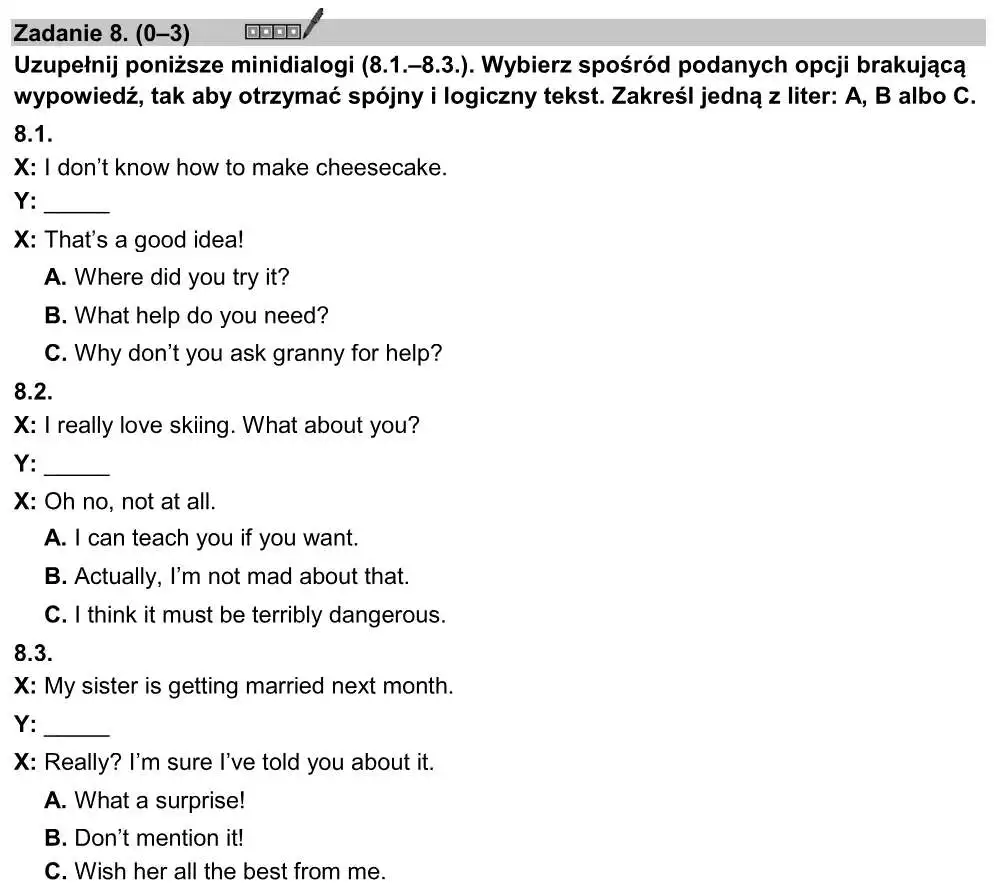 Zadanie 8. (0–3)
Uzupełnij poniższe minidialogi (8.1.–8.3.). Wybierz spośród podanych opcji brakującą
wypowiedź, tak aby otrzymać spójny i logiczny tekst. Zakreśl jedną z liter: A, B albo C.
8.1.
X: I don’t know how to make cheesecake.
Y: _____
X: That’s a good idea!
A. Where did you try it?
B. What help do you need?
C. Why don’t you ask granny for help?
8.2.
X: I really love skiing. What about you?
Y: _____
X: Oh no, not at all.
A. I can teach you if you want.
B. Actually, I’m not mad about that.
C. I think it must be terribly dangerous.
8.3.
X: My sister is getting married next month.
Y: _____
X: Really? I’m sure I’ve told you about it.
A. What a surprise!
B. Don’t mention it!
C. Wish her all the best from me.